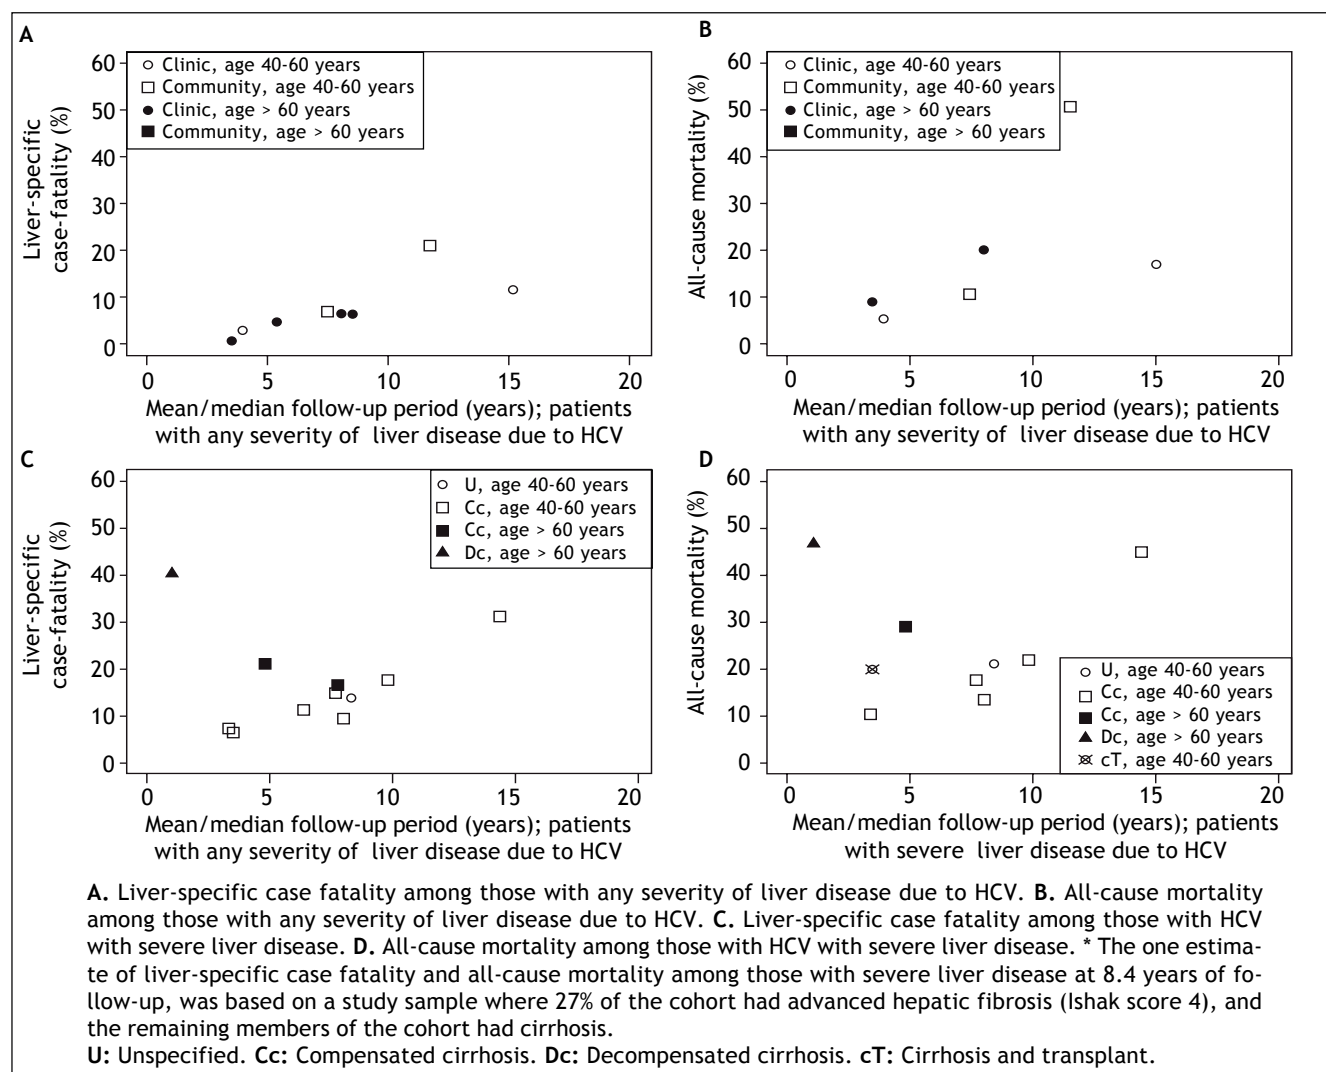 A
Liver-specific
case-fatality (%)
60
50
40
30
20
10
0
Clinic, age 40-60 years
Community, age 40-60 years
Clinic, age > 60 years
Community, age > 60 years
0 5 10 15 20
Mean/median follow-up period (years); patients
with any severity of liver disease due to HCV
B
All-cause mortality (%)
60
50
40
30
20
10
0
Clinic, age 40-60 years
Community, age 40-60 years
Clinic, age > 60 years
Community, age > 60 years
0 5 10 15 20
Mean/median follow-up period (years); patients
with any severity of liver disease due to HCV
C
Liver-specific
case-fatality (%)
60
50
40
30
20
10
0
U, age 40-60 years
Cc, age 40-60 years
Cc, age > 60 years
Dc, age > 60 years
0 5 10 15 20
Mean/median follow-up period (years); patients
with any severity of liver disease due to HCV
D
All-cause mortality (%)
60
50
40
30
20
10
0
U, age 40-60 years
Cc, age 40-60 years
Cc, age > 60 years
Dc, age > 60 years
cT, age 40-60 years
0 5 10 15 20
Mean/median follow-up period (years); patients
with severe liver disease due to HCV
A. Liver-specific case fatality among those with any severity of liver disease due to HCV. B. All-cause mortality
among those with any severity of liver disease due to HCV. C. Liver-specific case fatality among those with HCV
with severe liver disease. D. All-cause mortality among those with HCV with severe liver disease. * The one estima-
te of liver-specific case fatality and all-cause mortality among those with severe liver disease at 8.4 years of fo-
llow-up, was based on a study sample where 27% of the cohort had advanced hepatic fibrosis (Ishak score 4), and
the remaining members of the cohort had cirrhosis.
U: Unspecified. Cc: Compensated cirrhosis. Dc: Decompensated cirrhosis. cT: Cirrhosis and transplant.